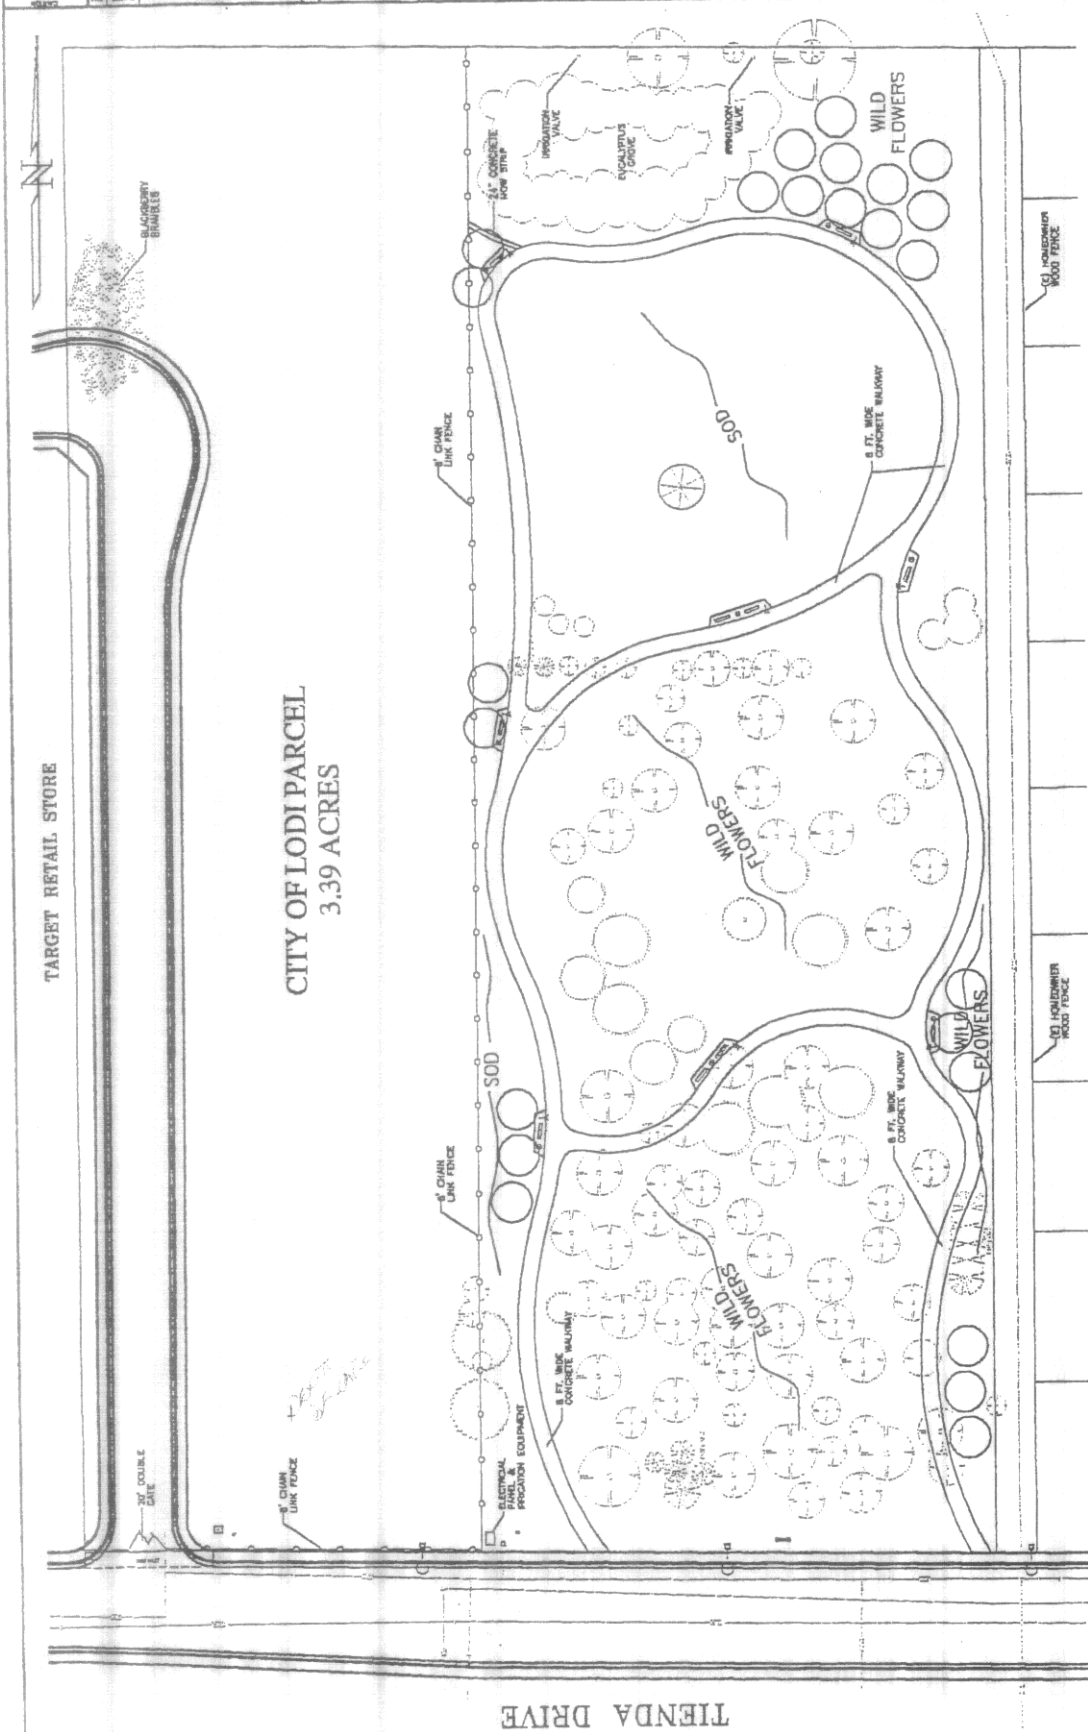 N
BLACKBERRY
BRAMBLES
TARGET RETAIL STORE
CITY OF LODI PARCEL
3.39 ACRES
20' DOUBLE
GATE
6' CHAIN
LINK FENCE
6' CHAIN
LINK FENCE
6' CHAIN
LINK FENCE
24" CONCRETE
MOW STRIP
IRRIGATION
VALVE
EUCALYPTUS
GROVE
IRRIGATION
VALVE
WILD
FLOWERS
(E) HOMEOWNER
WOOD FENCE
SOD
8 FT. WIDE
CONCRETE WALKWAY
WILD
FLOWERS
SOD
WILD
FLOWERS
(E) HOMEOWNER
WOOD FENCE
8 FT. WIDE
CONCRETE WALKWAY
WILD
FLOWERS
8 FT. WIDE
CONCRETE WALKWAY
ELECTRICAL
PANEL &
IRRIGATION EQUIPMENT
TIENDA DRIVE